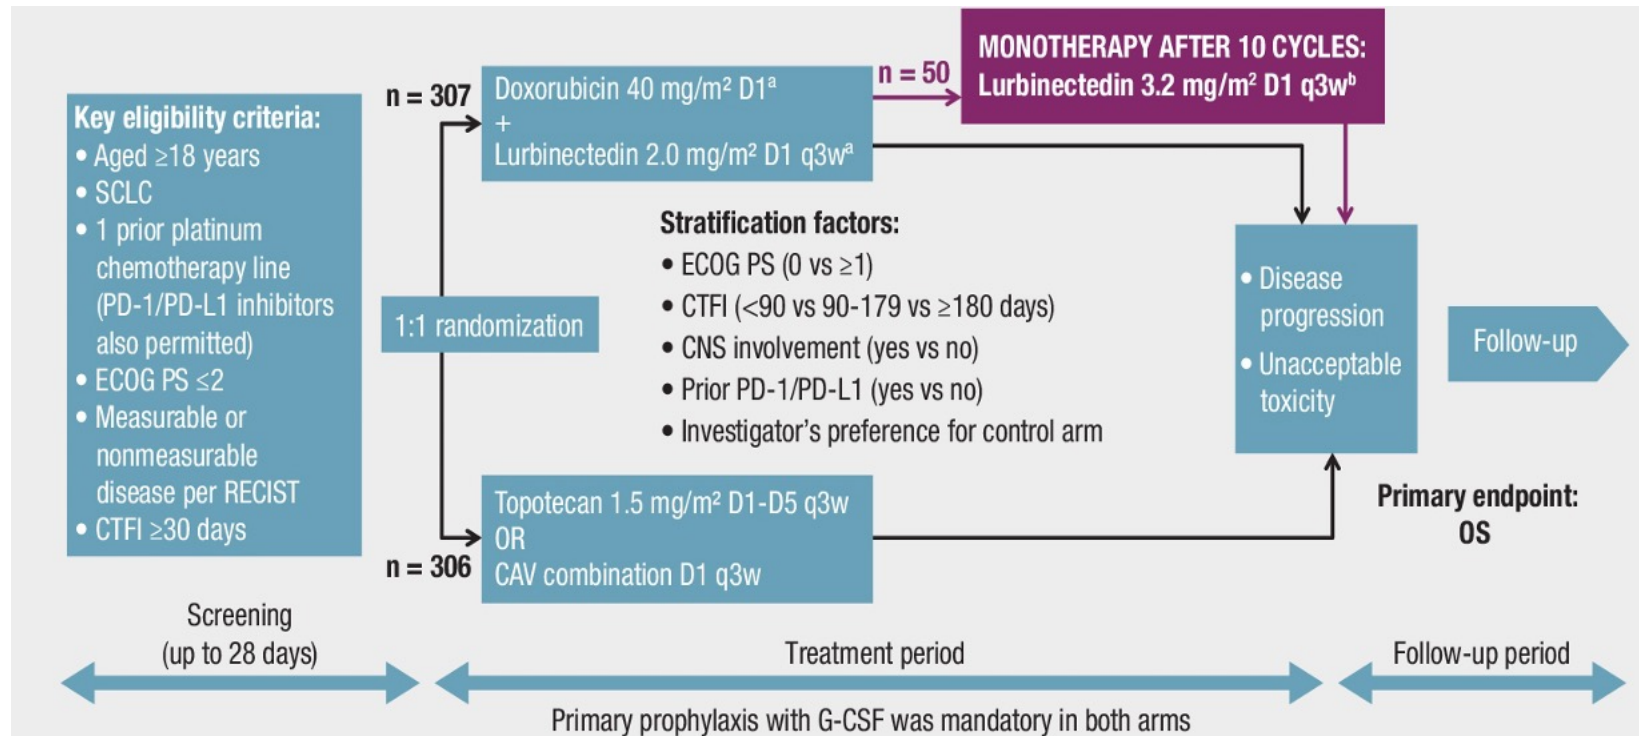 Key eligibility criteria:
• Aged ≥18 years
• SCLC
• 1 prior platinum
chemotherapy line
(PD-1/PD-L1 inhibitors
also permitted)
• ECOG PS ≤2
• Measurable or
nonmeasurable
disease per RECIST
• CTFI ≥30 days
1:1 randomization
n = 307
Doxorubicin 40 mg/m² D1ᵃ
+
Lurbinectedin 2.0 mg/m² D1 q3wᵃ
n = 50
MONOTHERAPY AFTER 10 CYCLES:
Lurbinectedin 3.2 mg/m² D1 q3wᵇ
Stratification factors:
• ECOG PS (0 vs ≥1)
• CTFI (<90 vs 90-179 vs ≥180 days)
• CNS involvement (yes vs no)
• Prior PD-1/PD-L1 (yes vs no)
• Investigator's preference for control arm
n = 306
Topotecan 1.5 mg/m² D1-D5 q3w
OR
CAV combination D1 q3w
• Disease
progression
• Unacceptable
toxicity
Follow-up
Primary endpoint:
OS
Screening
(up to 28 days)
Treatment period
Follow-up period
Primary prophylaxis with G-CSF was mandatory in both arms